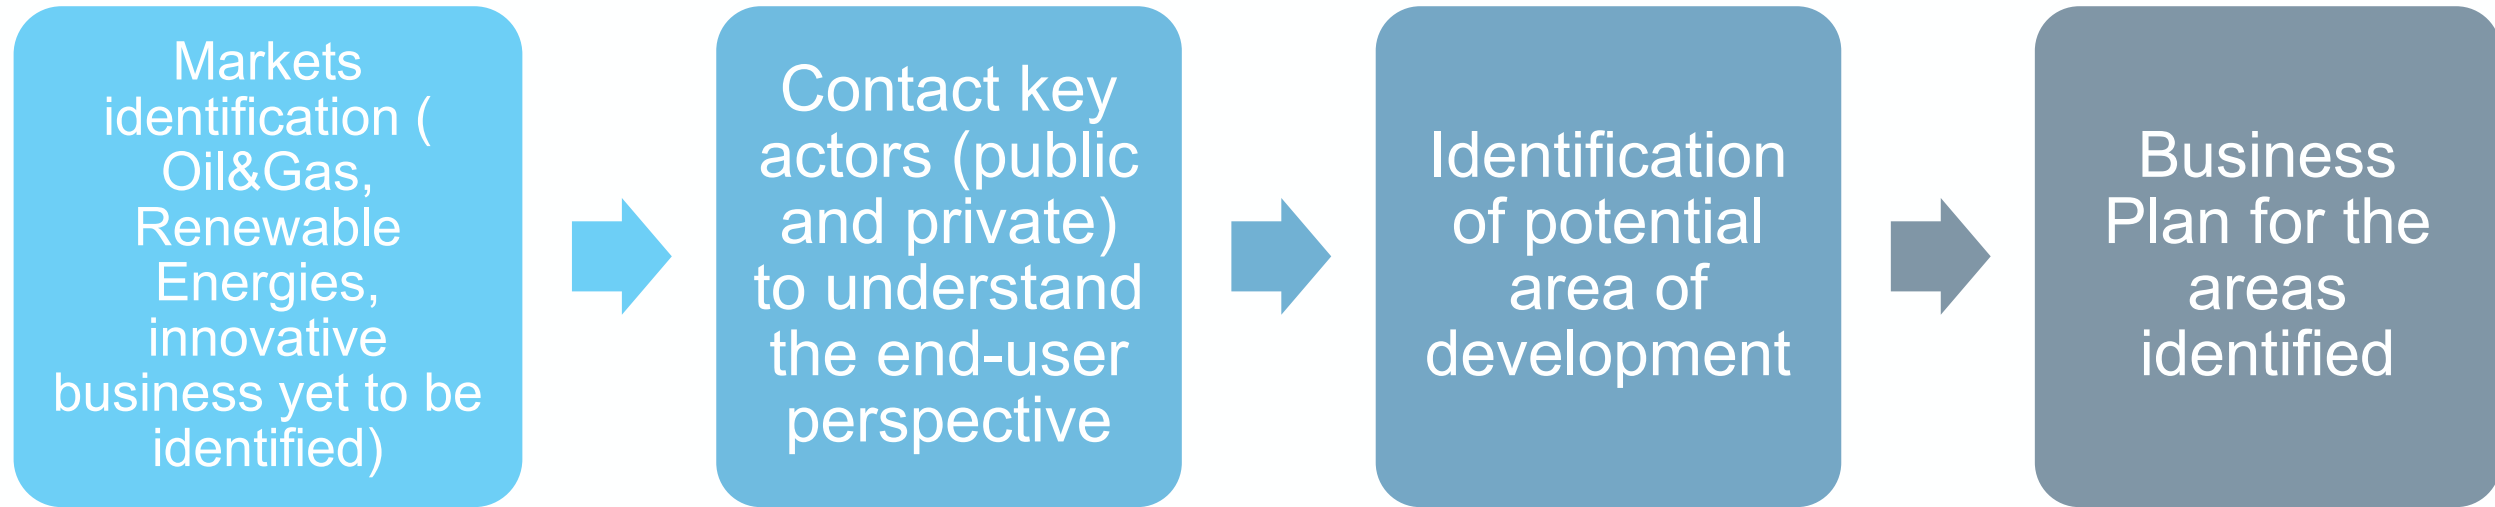 Markets
identification (
Oil&Gas,
Renewable
Energies,
innovative
business yet to be
identified)
Contact key
actors (public
and private)
to understand
the end-user
perspective
Identification
of potential
area of
development
Business
Plan for the
areas
identified